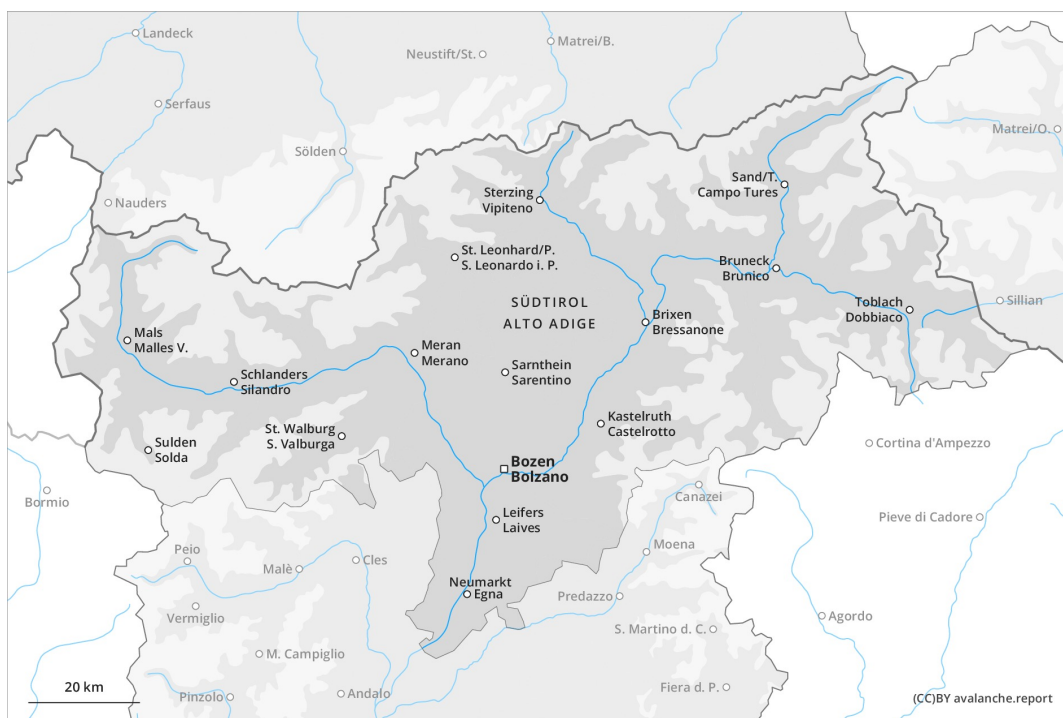 Landeck
Matrei/B.
Neustift/St.
Serfaus
Matrei/O.
Sölden
Sand/T.
Campo Tures
Sterzing
Vipiteno
Nauders
St. Leonhard/P.
S. Leonardo i. P.
Bruneck
Brunico
SÜDTIROL
ALTO ADIGE
Toblach
Dobbiaco
Sillian
Brixen
Bressanone
Mals
Malles V.
Meran
Merano
Sarnthein
Sarentino
Schlanders
Silandro
Kastelruth
Castelrotto
St. Walburg
S. Valburga
Sulden
Solda
Cortina d'Ampezzo
Bozen
Bolzano
Canazei
Bormio
Leifers
Laives
Pieve di Cadore
Moena
Peio
Cles
Malè
Neumarkt
Egna
Predazzo
Vermiglio
Agordo
S. Martino d. C.
M. Campiglio
20 km
Pinzolo
Andalo
Fiera d. P.
(CC)BY avalanche.report